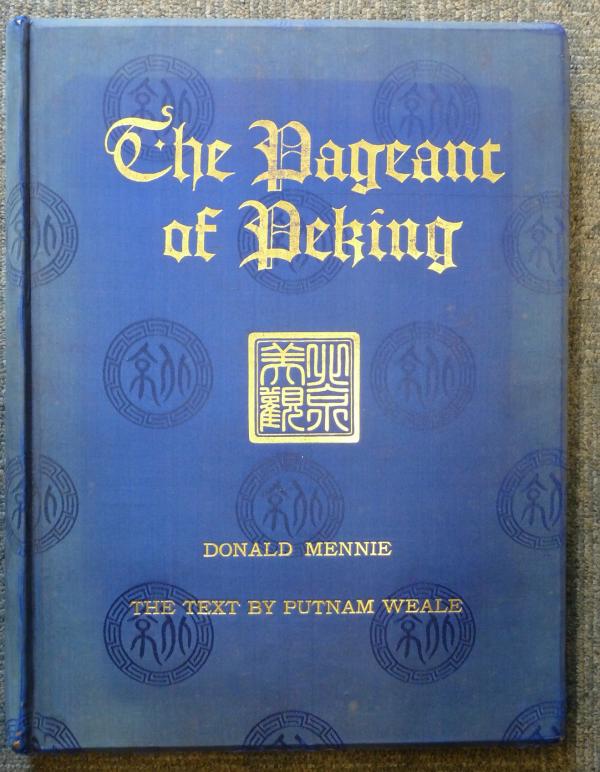 The Pageant
of Peking
北京
美觀
DONALD MENNIE
THE TEXT BY PUTNAM WEALE